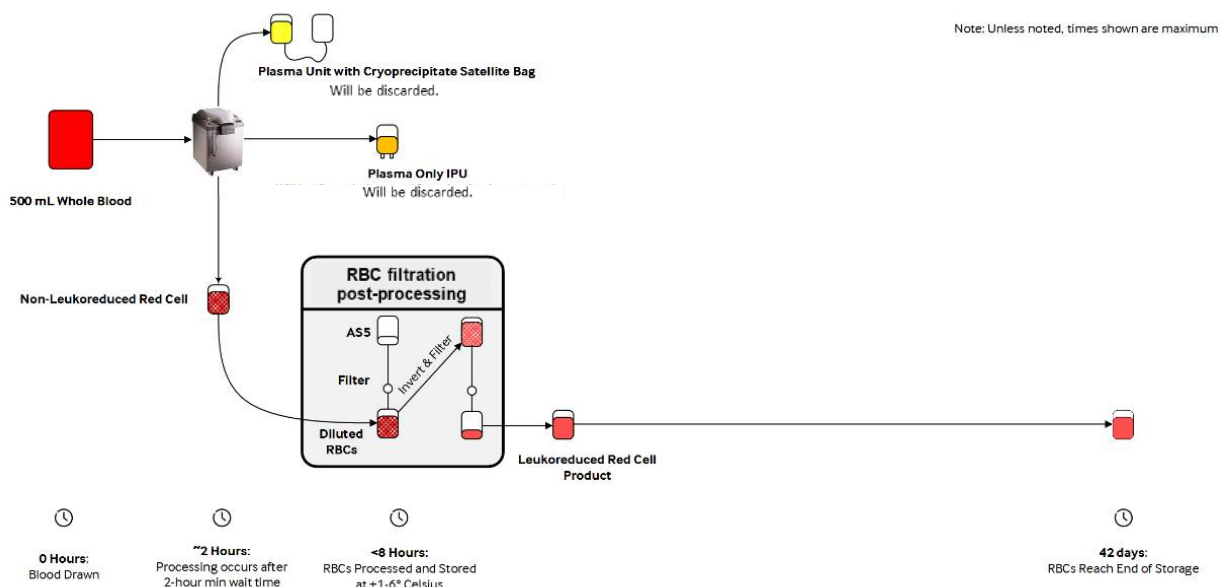 Note: Unless noted, times shown are maximum
Plasma Unit with Cryoprecipitate Satellite Bag
Will be discarded.
Plasma Only IPU
Will be discarded.
500 mL Whole Blood
RBC filtration
post-processing
Non-Leukoreduced Red Cell
AS5
Invert & Filter
Filter
Diluted
RBCs
Leukoreduced Red Cell
Product
0 Hours:
Blood Drawn
~2 Hours:
Processing occurs after
2-hour min wait time
<8 Hours:
RBCs Processed and Stored
at +1-6° Celsius
42 days:
RBCs Reach End of Storage